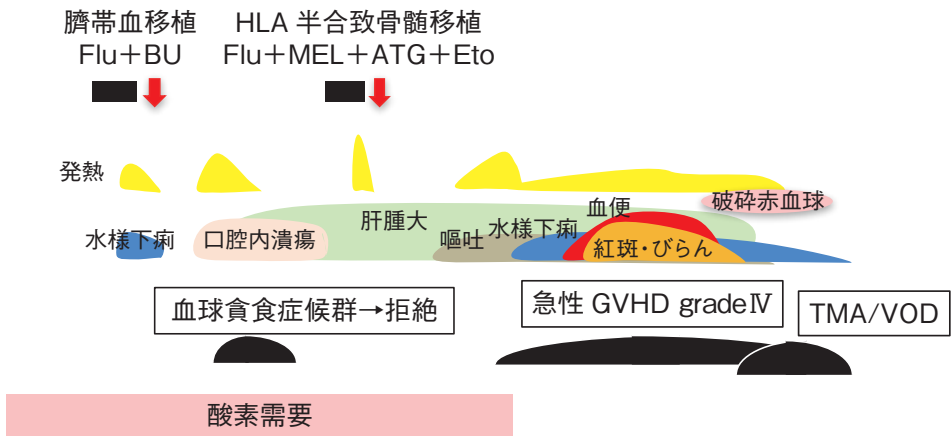 臍帯血移植
Flu＋BU
HLA 半合致骨髄移植
Flu＋MEL＋ATG＋Eto
発熱
破砕赤血球
血便
肝腫大
水様下痢
口腔内潰瘍
嘔吐
水様下痢
紅斑・びらん
血球貪食症候群→拒絶
急性 GVHD gradeⅣ
TMA/VOD
酸素需要